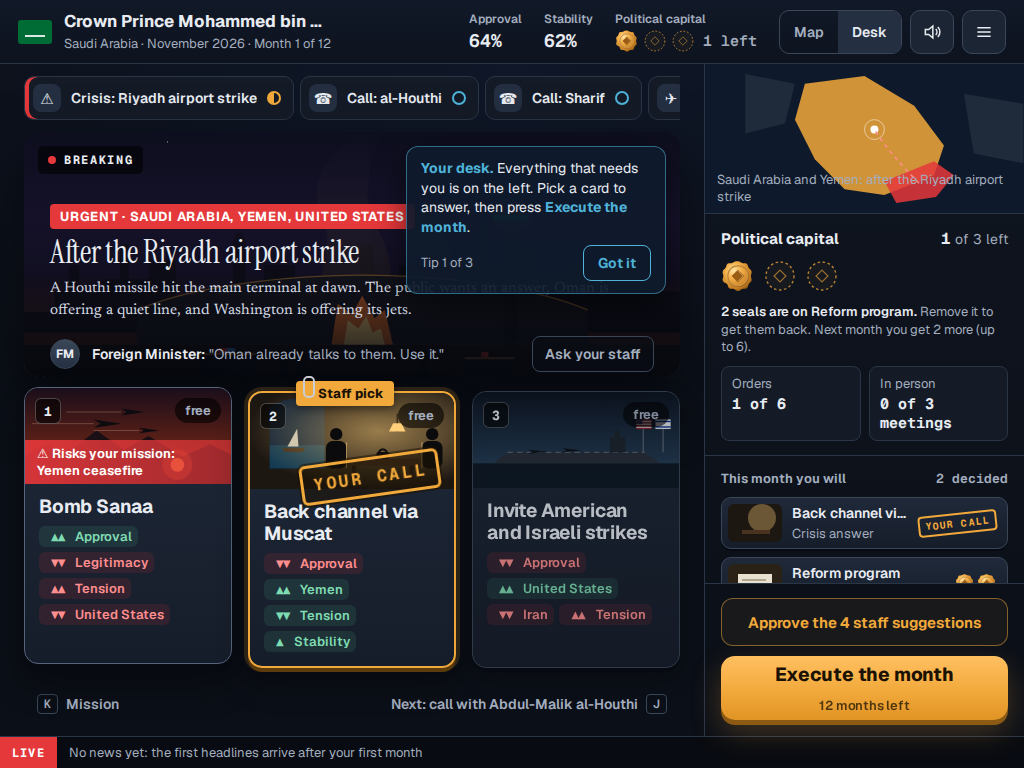 Crown Prince Mohammed bin ...
Saudi Arabia · November 2026 · Month 1 of 12
Approval
64%
Stability
62%
Political capital
1 left
Map
Desk
Crisis: Riyadh airport strike
Call: al-Houthi
Call: Sharif
BREAKING
URGENT · SAUDI ARABIA, YEMEN, UNITED STATES
After the Riyadh airport strike
A Houthi missile hit the main terminal at dawn. The public wants an answer, Oman is
offering a quiet line, and Washington is offering its jets.
FM
Foreign Minister: "Oman already talks to them. Use it."
Ask your staff
Your desk. Everything that needs
you is on the left. Pick a card to
answer, then press Execute the
month.
Tip 1 of 3
Got it
1
free
⚠ Risks your mission:
Yemen ceasefire
Bomb Sanaa
Approval
Legitimacy
Tension
United States
Staff pick
2
free
YOUR CALL
Back channel via
Muscat
Approval
Yemen
Tension
Stability
3
free
Invite American
and Israeli strikes
Approval
United States
Iran
Tension
K
Mission
Next: call with Abdul-Malik al-Houthi
J
Saudi Arabia and Yemen: after the Riyadh airport
strike
Political capital
1 of 3 left
2 seals are on Reform program. Remove it to
get them back. Next month you get 2 more (up
to 6).
Orders
1 of 6
In person
0 of 3
meetings
This month you will
2 decided
Back channel vi...
Crisis answer
YOUR CALL
Reform program
Approve the 4 staff suggestions
Execute the month
12 months left
LIVE
No news yet: the first headlines arrive after your first month